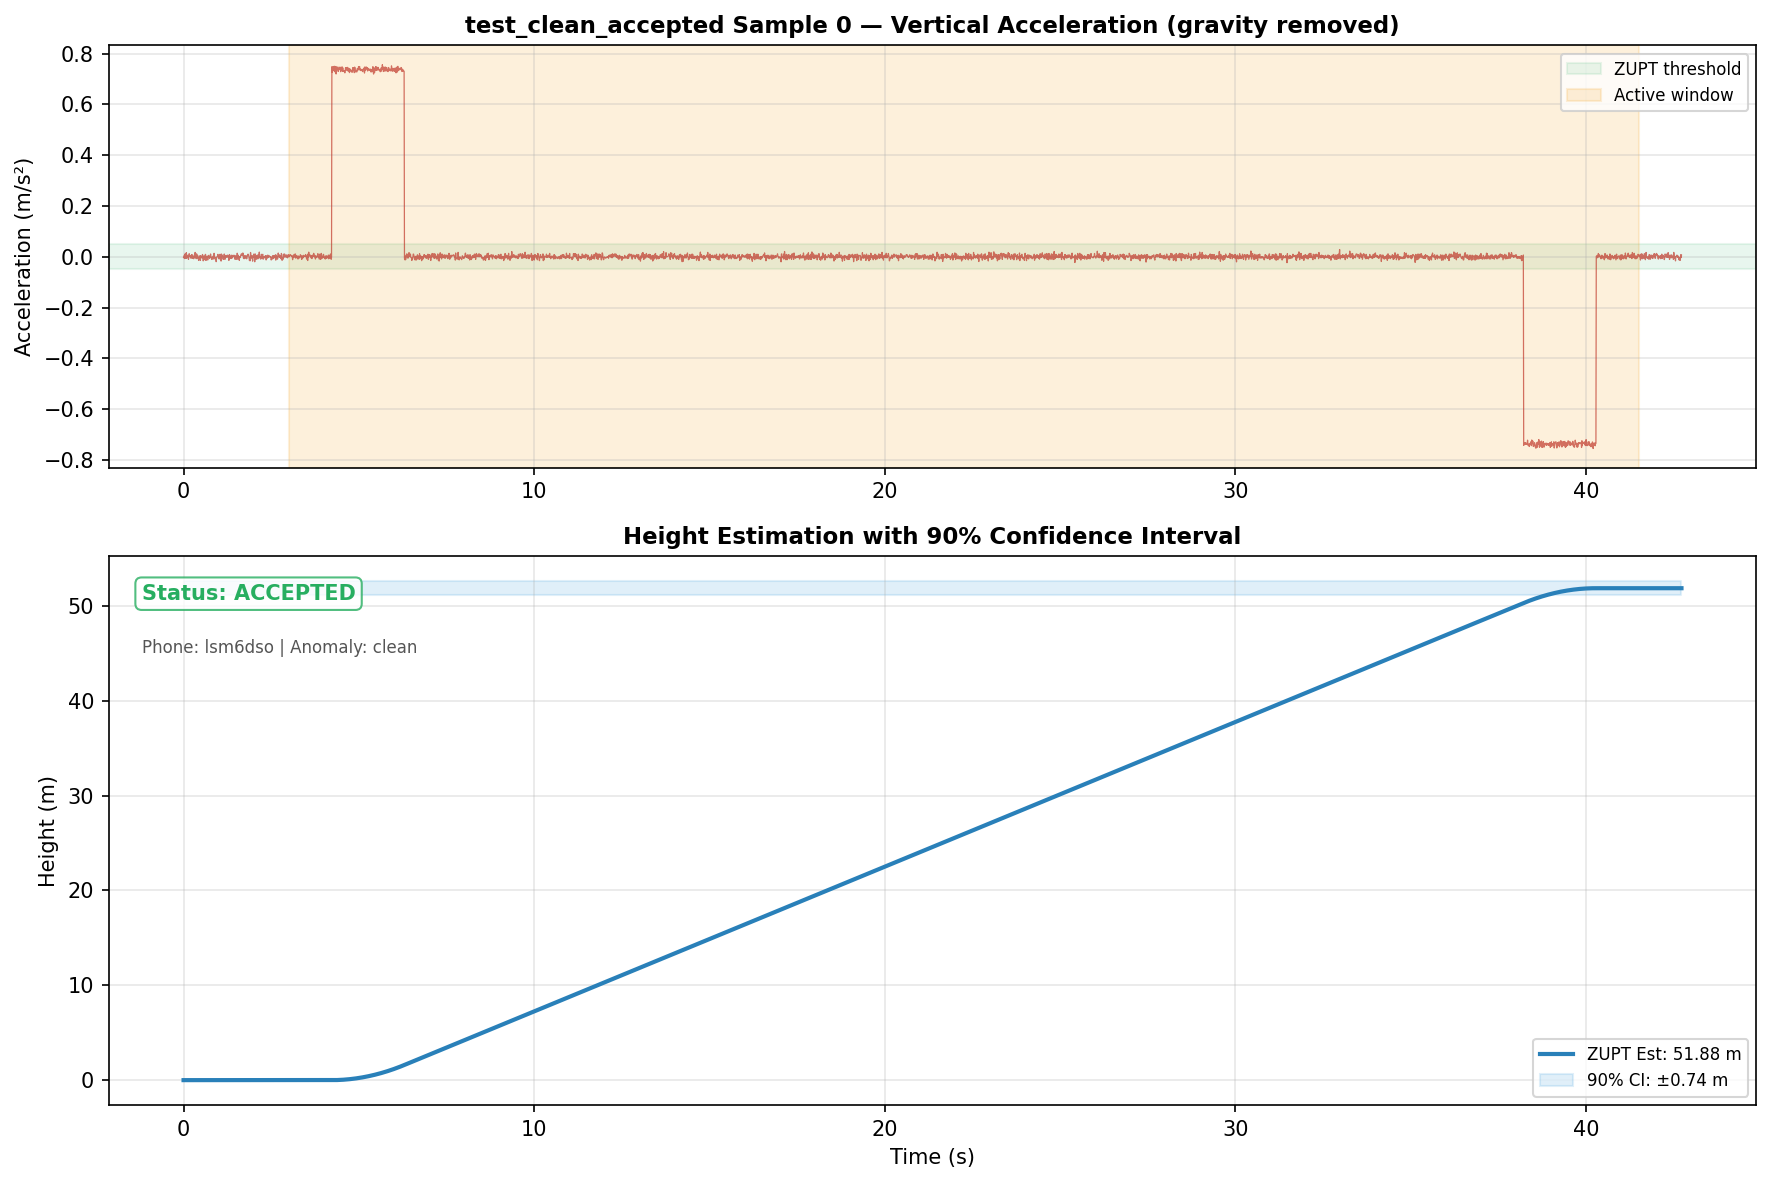 test_clean_accepted Sample 0 — Vertical Acceleration (gravity removed)
Acceleration (m/s²)
0.8
0.6
0.4
0.2
0.0
−0.2
−0.4
−0.6
−0.8
ZUPT threshold
Active window
0 10 20 30 40
Height Estimation with 90% Confidence Interval
Height (m)
50
40
30
20
10
0
Status: ACCEPTED
Phone: lsm6dso | Anomaly: clean
ZUPT Est: 51.88 m
90% CI: ±0.74 m
0 10 20 30 40
Time (s)